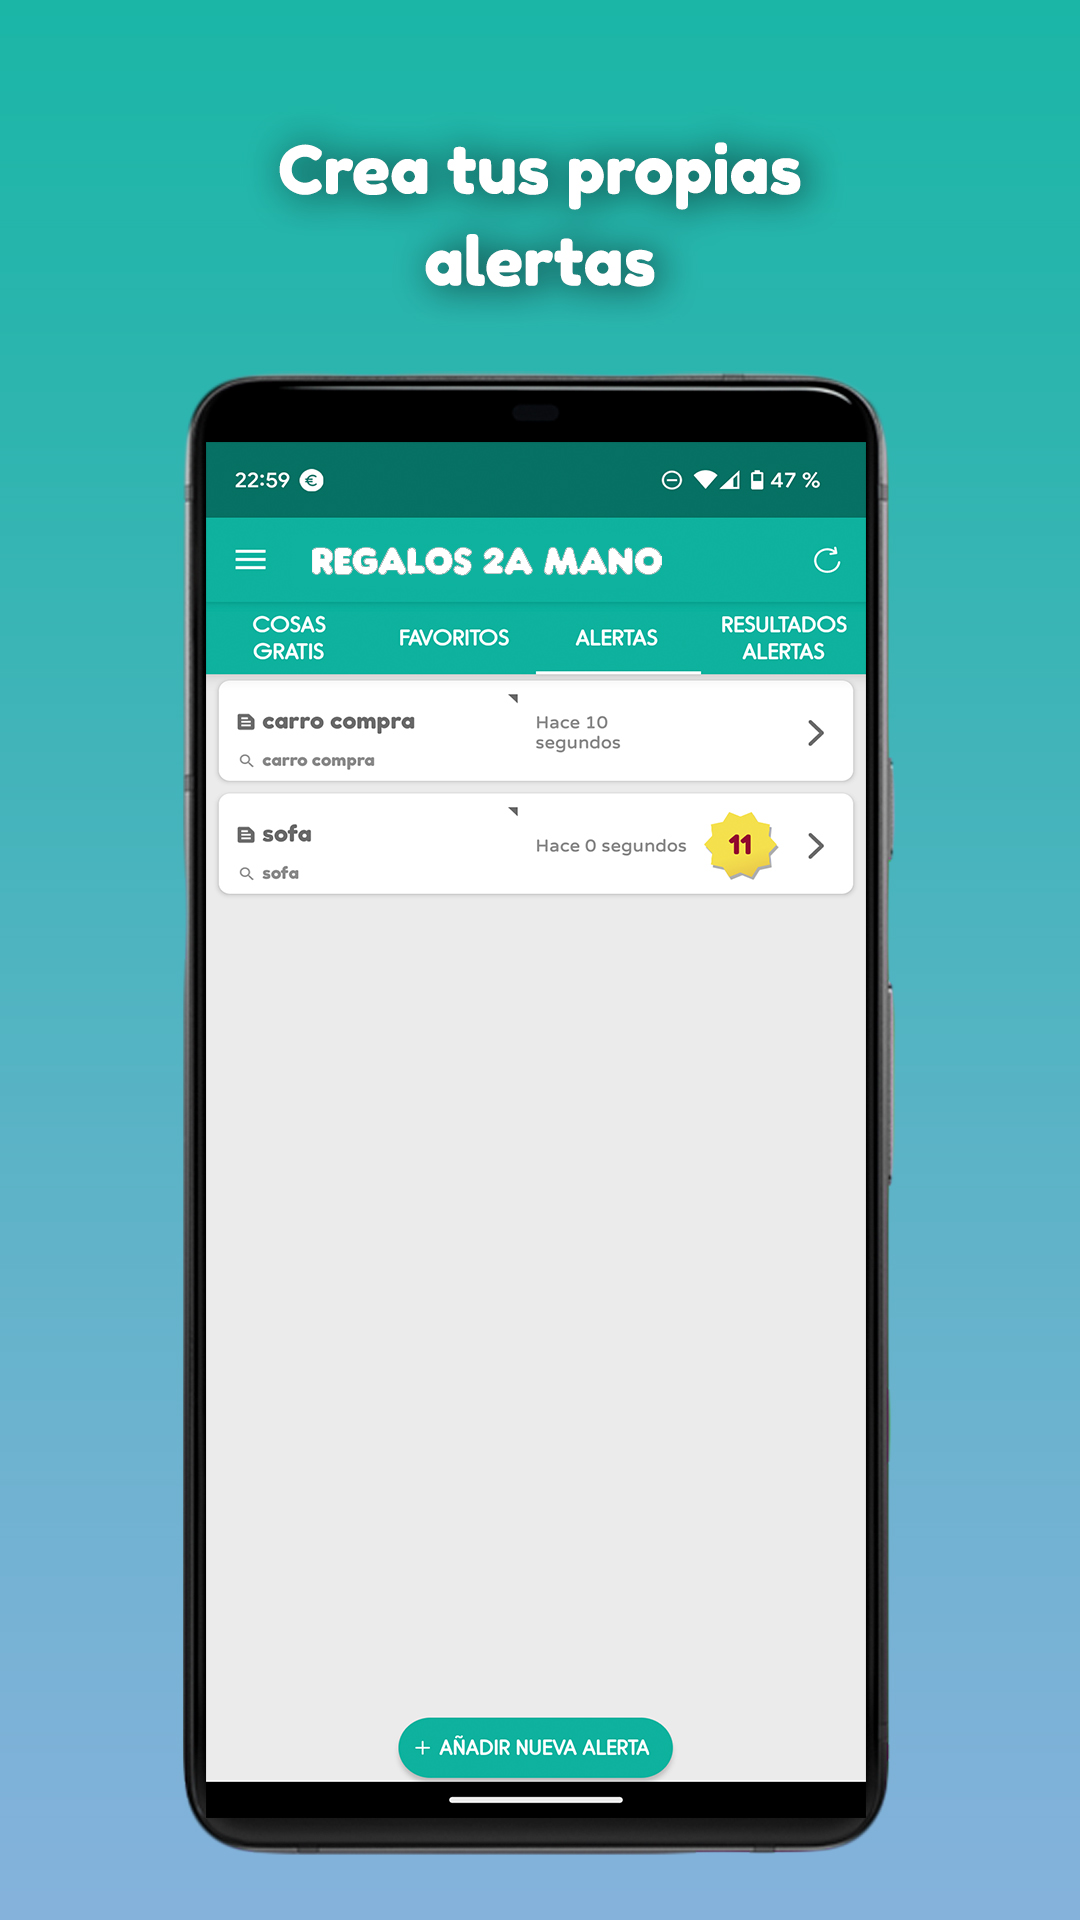 Crea tus propias
alertas
22:59 €
47 %
REGALOS 2A MANO
COSAS
GRATIS
FAVORITOS
ALERTAS
RESULTADOS
ALERTAS
carro compra
carro compra
Hace 10
segundos
sofa
sofa
Hace 0 segundos
11
+ AÑADIR NUEVA ALERTA